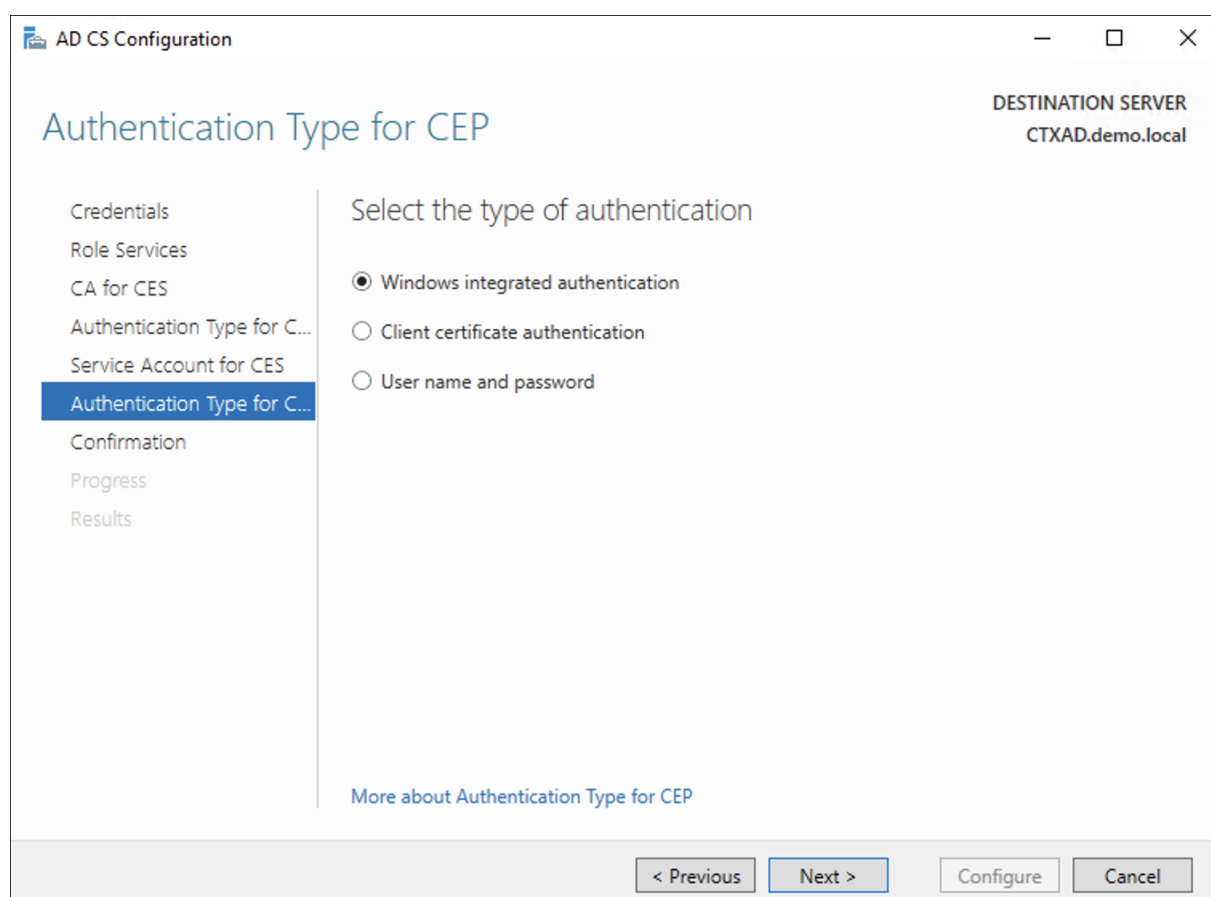 AD CS Configuration
Authentication Type for CEP
DESTINATION SERVER
CTXAD.demo.local
Credentials
Role Services
CA for CES
Authentication Type for C...
Service Account for CES
Authentication Type for C...
Confirmation
Progress
Results
Select the type of authentication
Windows integrated authentication
Client certificate authentication
User name and password
More about Authentication Type for CEP
< Previous
Next >
Configure
Cancel